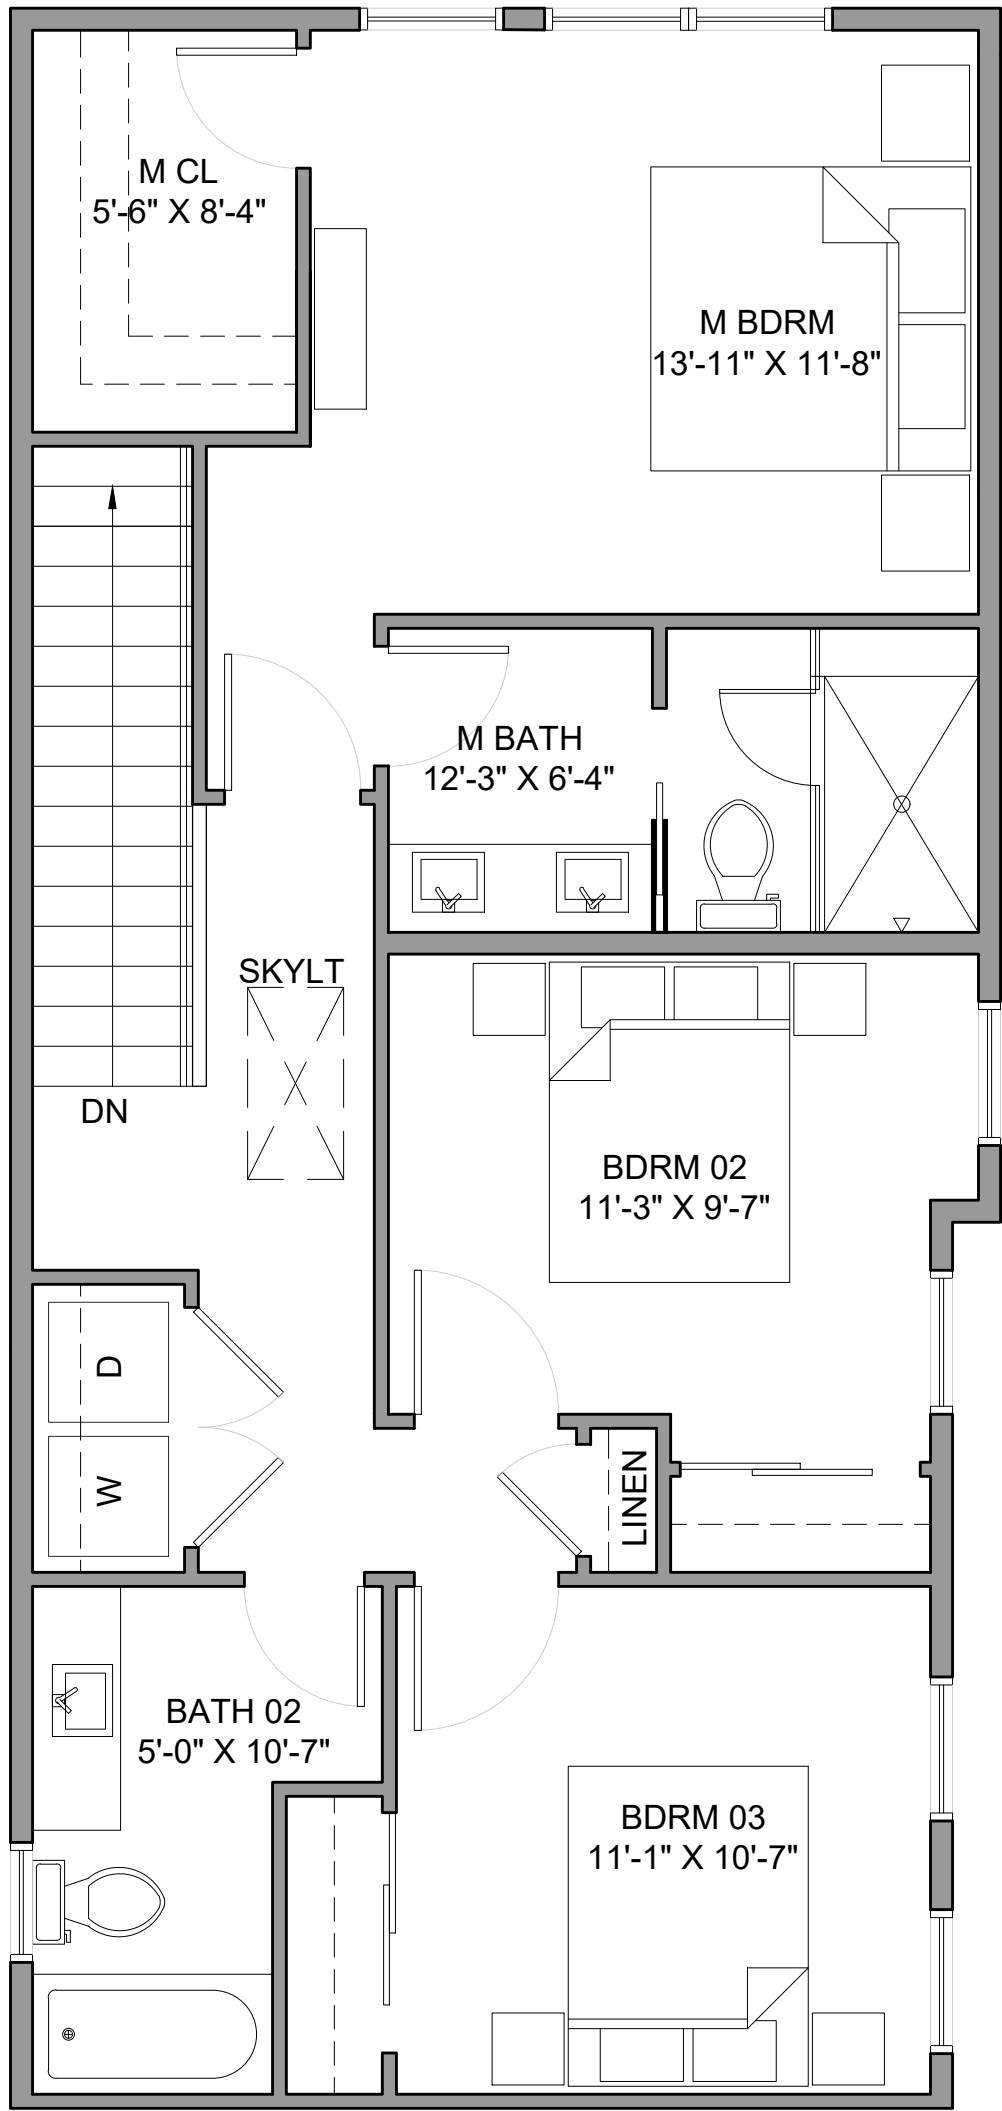 M CL
5'-6" X 8'-4"
M BDRM
13'-11" X 11'-8"
M BATH
12'-3" X 6'-4"
SKYLT
DN
BDRM 02
11'-3" X 9'-7"
D
W
LINEN
BATH 02
5'-0" X 10'-7"
BDRM 03
11'-1" X 10'-7"